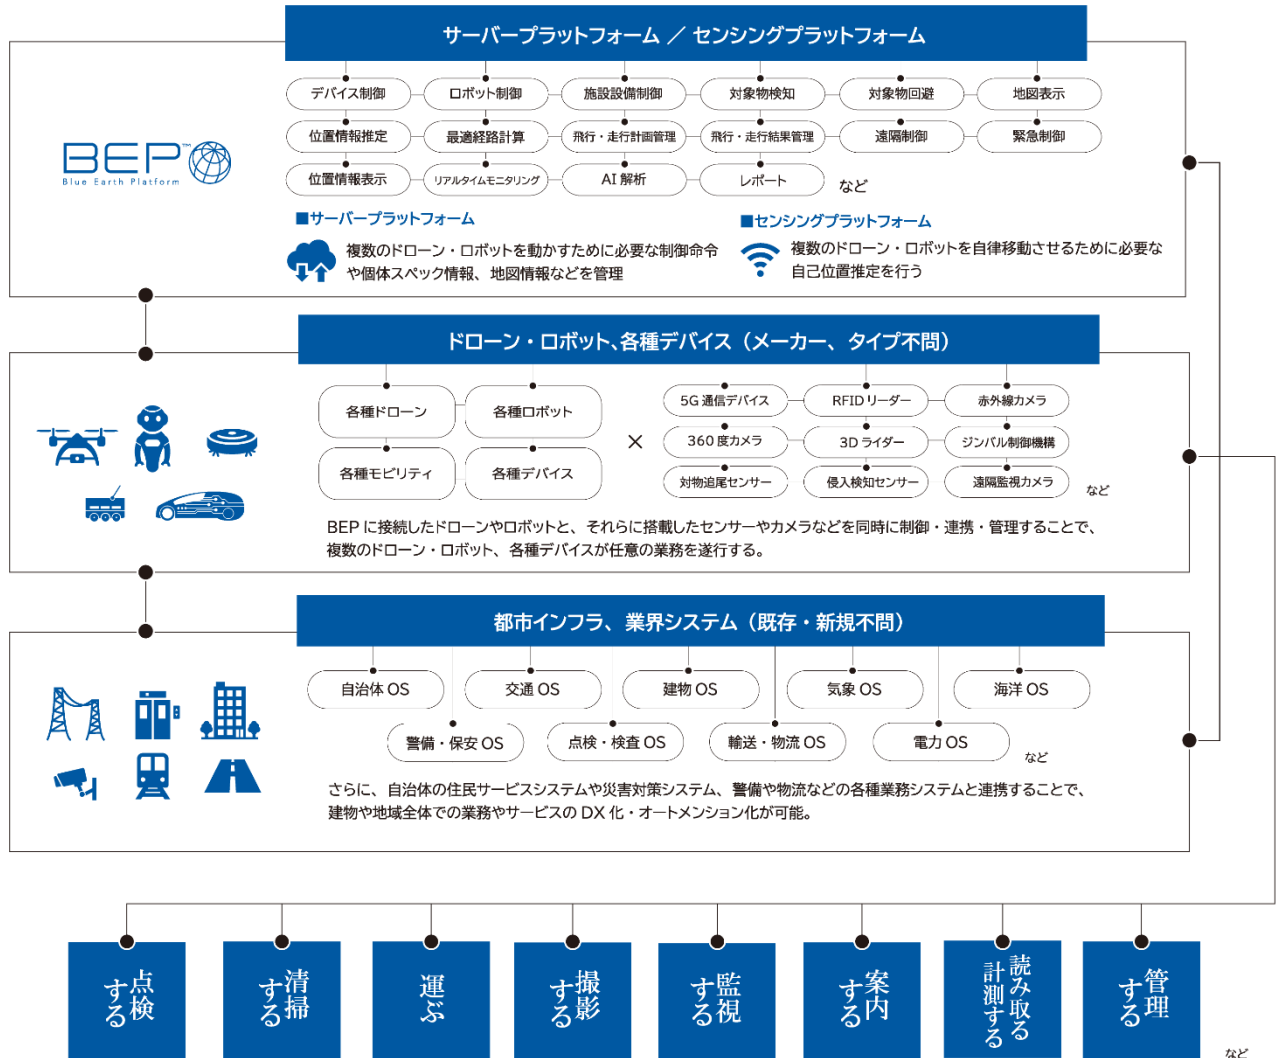 サーバープラットフォーム ／ センシングプラットフォーム
デバイス制御
ロボット制御
施設設備制御
対象物検知
対象物回避
地図表示
位置情報推定
最適経路計算
飛行・走行計画管理
飛行・走行結果管理
遠隔制御
緊急制御
位置情報表示
リアルタイムモニタリング
AI 解析
レポート
など
BEP™
Blue Earth Platform
■サーバープラットフォーム
複数のドローン・ロボットを動かすために必要な制御命令
や個体スペック情報、地図情報などを管理
■センシングプラットフォーム
複数のドローン・ロボットを自律移動させるために必要な
自己位置推定を行う
ドローン・ロボット、各種デバイス（メーカー、タイプ不問）
各種ドローン
各種ロボット
各種モビリティ
各種デバイス
×
5G 通信デバイス
RFID リーダー
赤外線カメラ
360 度カメラ
3D ライダー
ジンバル制御機構
対物追尾センサー
侵入検知センサー
遠隔監視カメラ
など
BEP に接続したドローンやロボットと、それらに搭載したセンサーやカメラなどを同時に制御・連携・管理することで、
複数のドローン・ロボット、各種デバイスが任意の業務を遂行する。
都市インフラ、業界システム（既存・新規不問）
自治体 OS
交通 OS
建物 OS
気象 OS
海洋 OS
警備・保安 OS
点検・検査 OS
輸送・物流 OS
電力 OS
など
さらに、自治体の住民サービスシステムや災害対策システム、警備や物流などの各種業務システムと連携することで、
建物や地域全体での業務やサービスの DX 化・オートメンション化が可能。
点検
する
清掃
する
運ぶ
撮影
する
監視
する
案内
する
読み取る
計測する
管理
する
など